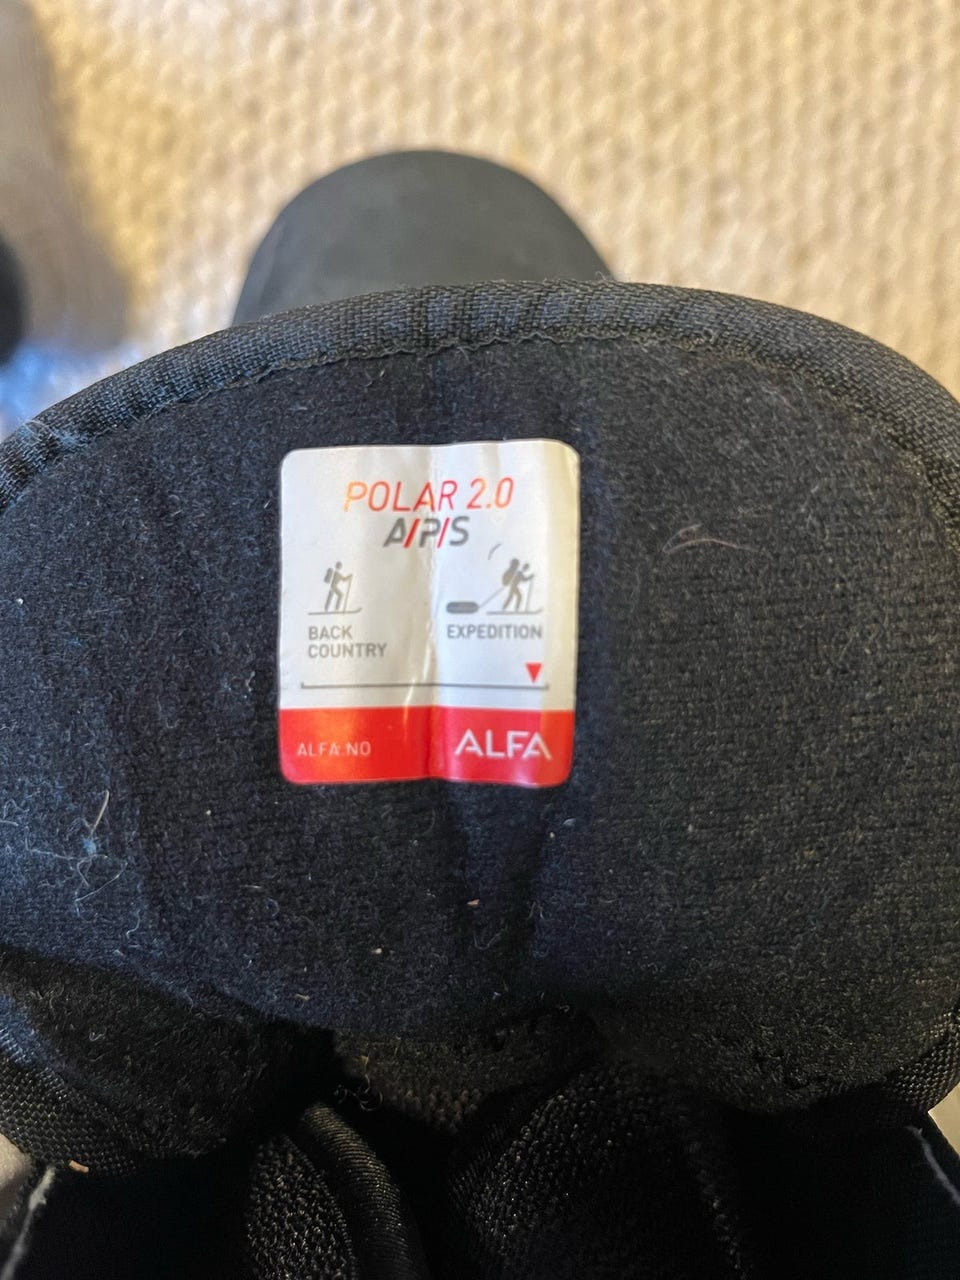 POLAR 2.0
A/P/S
BACK
COUNTRY
EXPEDITION
ALFA.NO
ALFA